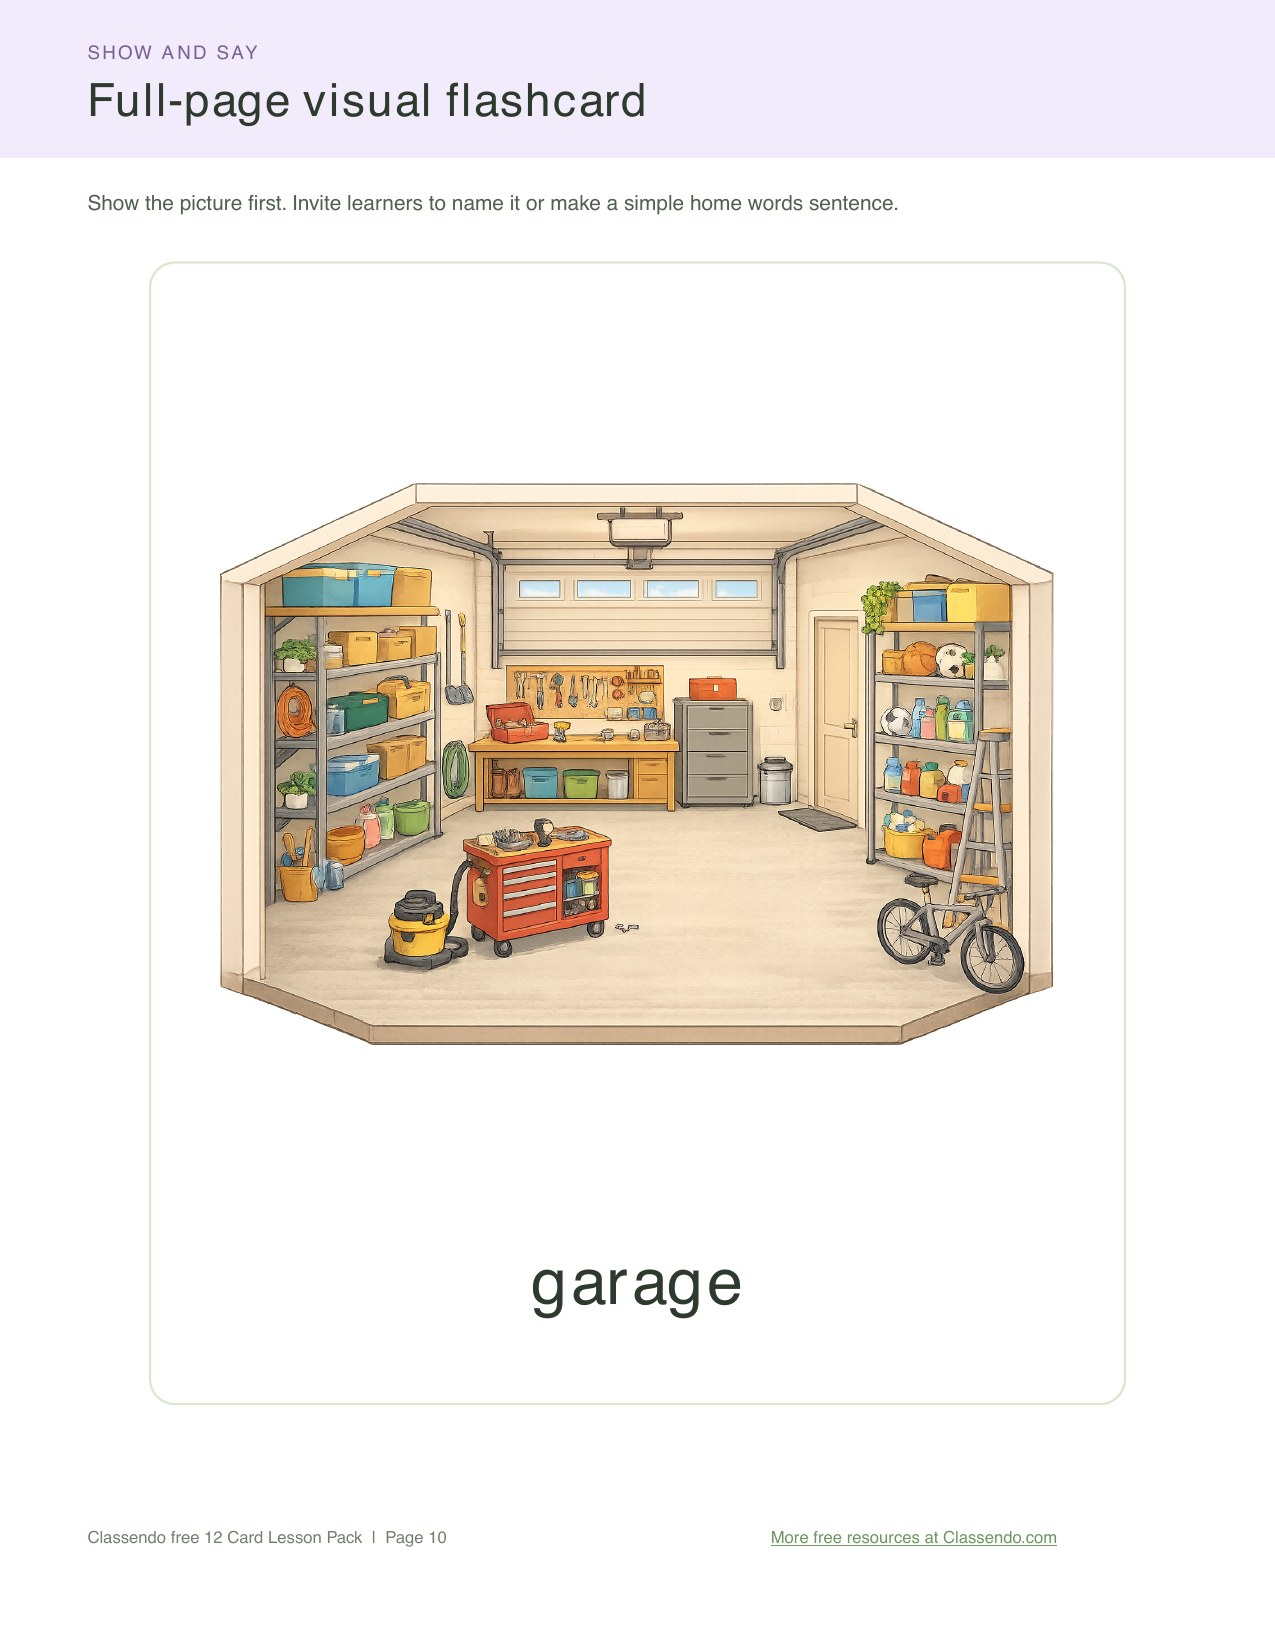 SHOW AND SAY
Full-page visual flashcard
Show the picture first. Invite learners to name it or make a simple home words sentence.
garage
Classendo free 12 Card Lesson Pack | Page 10
More free resources at Classendo.com